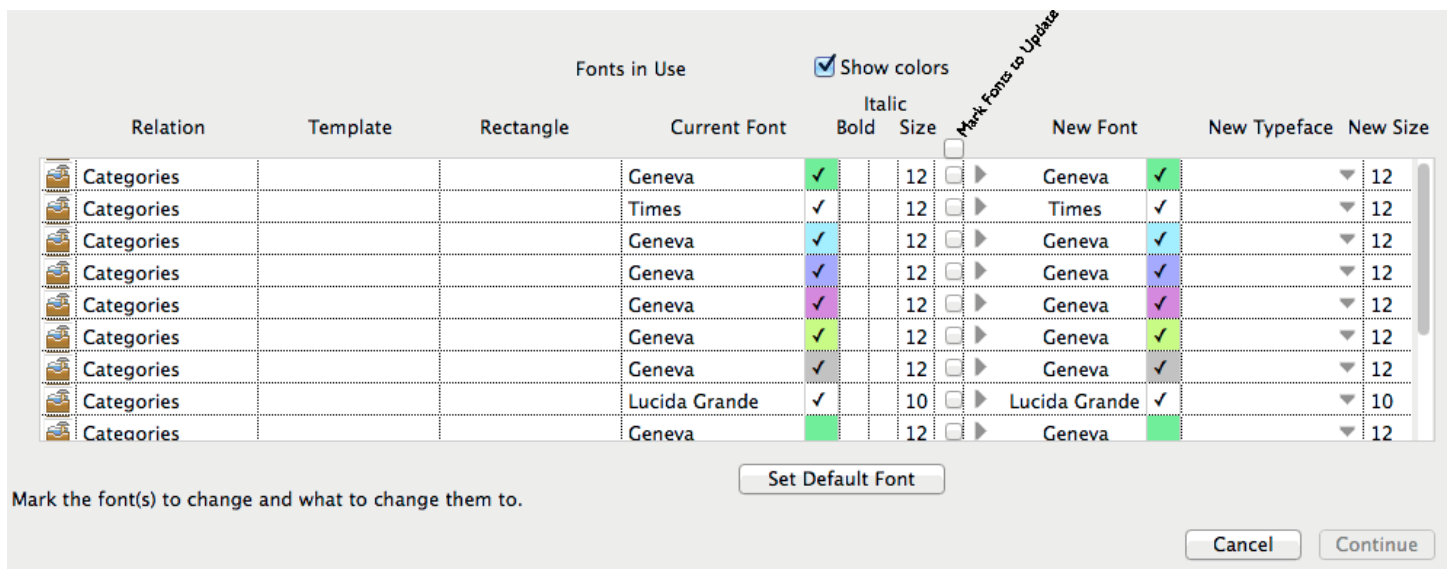 Mark Fonts to Update
Fonts in Use ✓ Show colors
Italic
Relation Template Rectangle Current Font Bold Size New Font New Typeface New Size
Categories Geneva ✓ 12 Geneva ✓ 12
Categories Times ✓ 12 Times ✓ 12
Categories Geneva ✓ 12 Geneva ✓ 12
Categories Geneva ✓ 12 Geneva ✓ 12
Categories Geneva ✓ 12 Geneva ✓ 12
Categories Geneva ✓ 12 Geneva ✓ 12
Categories Geneva ✓ 12 Geneva ✓ 12
Categories Lucida Grande ✓ 10 Lucida Grande ✓ 10
Categories Geneva 12 Geneva 12
Set Default Font
Mark the font(s) to change and what to change them to.
Cancel Continue